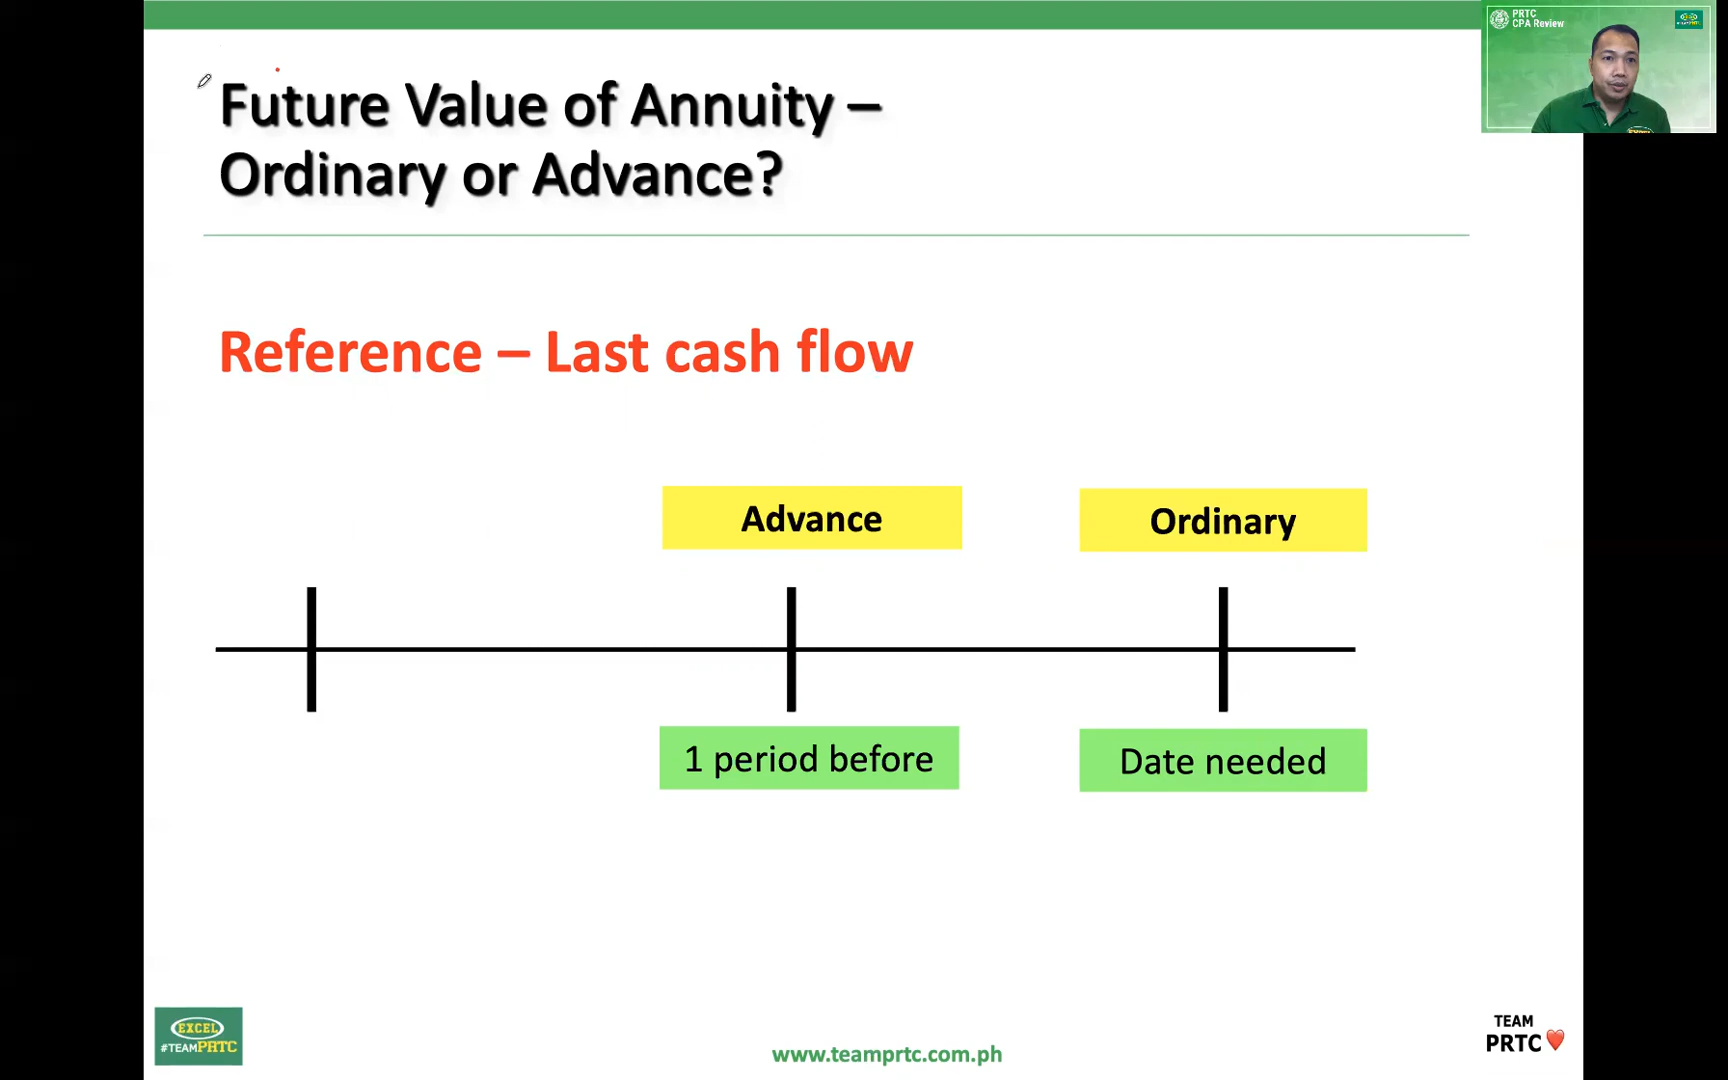 PRTC
CPA Review
Future Value of Annuity –
Ordinary or Advance?
Reference – Last cash flow
Advance
Ordinary
1 period before
Date needed
EXCEL
#TEAMPRTC
www.teamprtc.com.ph
TEAM
PRTC